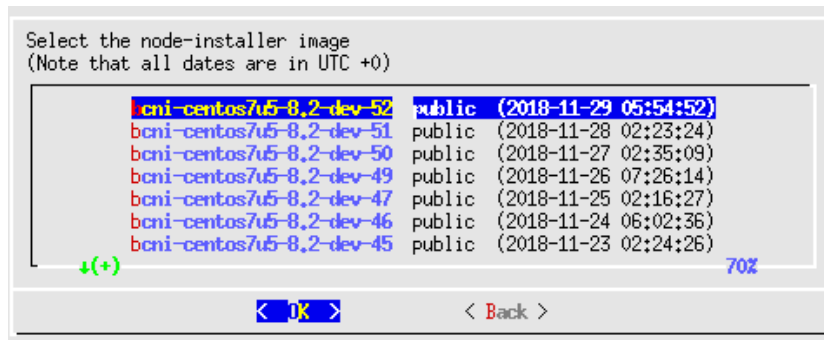 Select the node-installer image
(Note that all dates are in UTC +0)
bcni-centos7u5-8.2-dev-52 public (2018-11-29 05:54:52)
bcni-centos7u5-8.2-dev-51 public (2018-11-28 02:23:24)
bcni-centos7u5-8.2-dev-50 public (2018-11-27 02:35:09)
bcni-centos7u5-8.2-dev-49 public (2018-11-26 07:26:14)
bcni-centos7u5-8.2-dev-47 public (2018-11-25 02:16:27)
bcni-centos7u5-8.2-dev-46 public (2018-11-24 06:02:36)
bcni-centos7u5-8.2-dev-45 public (2018-11-23 02:24:26)
↓(+) 70%
< OK > < Back >